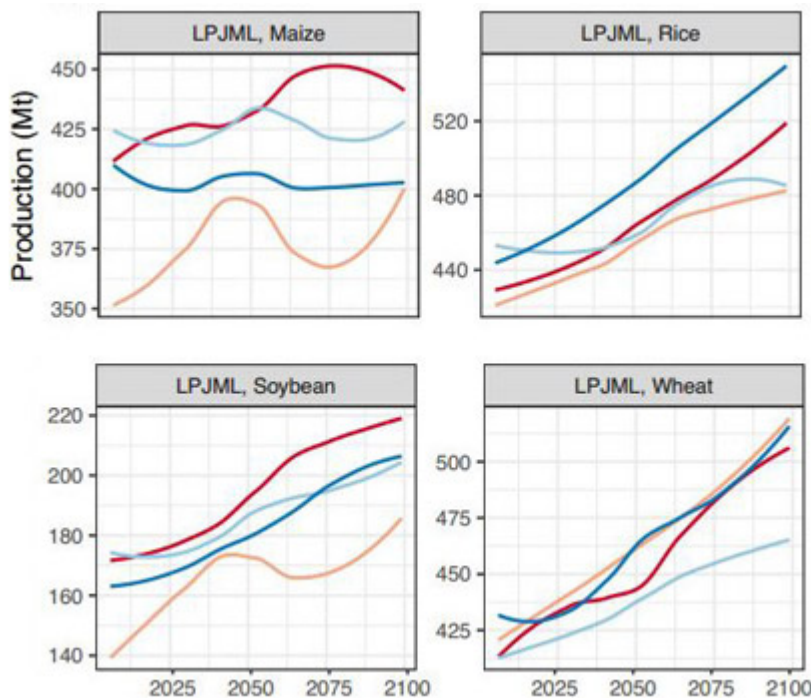 LPJML, Maize
LPJML, Rice
Production (Mt)
450
425
400
375
350
520
480
440
LPJML, Soybean
LPJML, Wheat
220
200
180
160
140
500
475
450
425
2025 2050 2075 2100
2025 2050 2075 2100